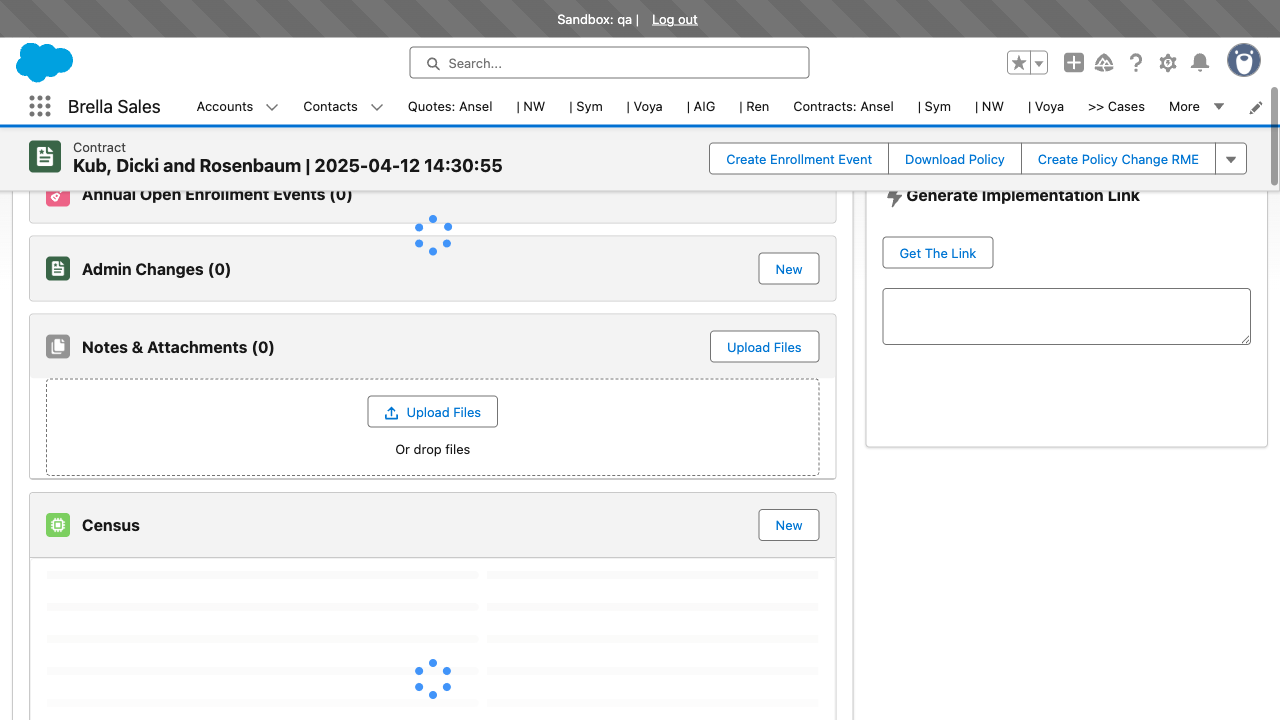 Sandbox: qa | Log out
Search...
Brella Sales
Accounts
Contacts
Quotes: Ansel
| NW
| Sym
| Voya
| AIG
| Ren
Contracts: Ansel
| Sym
| NW
| Voya
>> Cases
More
Contract
Kub, Dicki and Rosenbaum | 2025-04-12 14:30:55
Create Enrollment Event
Download Policy
Create Policy Change RME
Annual Open Enrollment Events (0)
Generate Implementation Link
Get The Link
Admin Changes (0)
New
Notes & Attachments (0)
Upload Files
Upload Files
Or drop files
Census
New